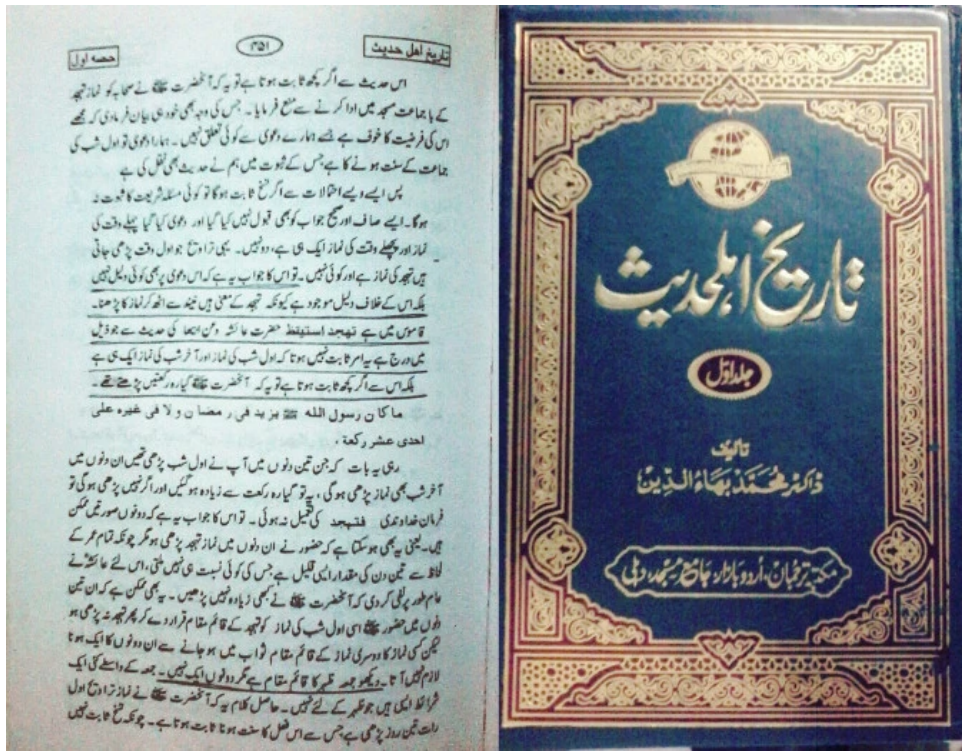 تاریخ اهل حدیث
۴۵۱
حصه اول
اس حدیث سے اگر کچھ ثابت ہوتا ہے تو یہ کہ آنحضرت ﷺ نے صحابہ کو نماز تہجد
کے با جماعت مسجد میں ادا کرنے سے منع فرمایا۔ جس کی وجہ بھی خود ہی بیان فرمادی کہ مجھے
اس کی فرضیت کا خوف ہے جسے ہمارے دعوی سے کوئی تعلق نہیں۔ ہمارا دعوی تو اول شب کی
جماعت کے سنت ہونے کا ہے جس کے ثبوت میں ہم نے حدیث بھی نقل کی ہے
پس ایسے ویسے احتمالات سے اگر نسخ ثابت ہوگا تو کوئی مسئلہ شریعت کا ثبوت نہ
ہوگا۔ ایسے صاف اور صحیح جواب کو بھی قبول نہیں کیا گیا اور دعوی کیا گیا پہلے وقت کی
نماز اور پچھلے وقت کی نماز ایک ہی ہے، دو نہیں۔ یہی تراویح جو اول وقت پڑھی جاتی
ہیں تہجد کی نماز ہے اور کوئی نہیں۔ تو اس کا جواب یہ ہے کہ اس دعوی پر بھی کوئی دلیل نہیں
بلکہ اس کے خلاف دلیل موجود ہے کیونکہ تہجد کے معنی ہیں نیند سے اٹھ کر نماز کا پڑھنا۔
قاموس میں ہے تهجد استیقظ حضرت عائشہ کی حدیث سے جو ذیل
میں درج ہے یہ امر ثابت نہیں ہوتا کہ اول شب کی نماز اور آخر شب کی نماز ایک ہی ہے
بلکہ اس سے اگر کچھ ثابت ہوتا ہے تو یہ کہ آنحضرت ﷺ گیارہ رکعتیں پڑھتے تھے۔
ما کان رسول الله ﷺ یزید فی رمضان و لا فی غیره علی
احدی عشر رکعة،
رہی یہ بات کہ جن تین دنوں میں آپ نے اول شب پڑھی تھیں ان دنوں میں
آخر شب بھی نماز پڑھی ہوگی، یہ تو گیارہ رکعت سے زیادہ ہوگئیں اور اگر نہیں پڑھی ہوگی تو
فرمان خداوندی فتهجد کی تعمیل نہ ہوئی۔ تو اس کا جواب یہ ہے کہ دونوں صورتیں ممکن
ہیں۔ یعنی یہ بھی ہوسکتا ہے کہ حضور نے ان دنوں میں نماز تہجد پڑھی ہو مگر چونکہ تمام عمر کے
لحاظ سے تین دن کی مقدار ایسی قلیل ہے جس کی کوئی نسبت ہی نہیں ملتی، اس لئے عائشہؓ نے
عام طور پر نفی کردی کہ آنحضرت ﷺ نے کبھی زیادہ نہیں پڑھیں۔ یہ بھی ممکن ہے کہ ان تین
دنوں میں حضور ﷺ اسی اول شب کی نماز کو تہجد کے قائم مقام قرار دے کر پھر تہجد نہ پڑھی ہو
لیکن کسی نماز کا دوسری نماز کے قائم مقام ثواب میں ہو جانے سے ان دونوں کا ایک ہونا
لازم نہیں آتا۔ دیکھو جمعہ ظہر کا قائم مقام ہے مگر دونوں ایک نہیں۔ جمعہ کے واسطے کئی ایک
شرائط ایسی ہیں جو ظہر کے لئے نہیں۔ حاصل کلام یہ کہ آنحضرت ﷺ نے نماز تراویح اول
رات تین روز پڑھی ہے جس سے اس فعل کا سنت ہونا ثابت ہوتا ہے۔ چونکہ نسخ ثابت نہیں
تاریخ اہلحدیث
جلد اول
تالیف
ڈاکٹر محمد بہاء الدین
مکتبہ ترجمان، اُردو بازار، جامع مسجد، دہلی